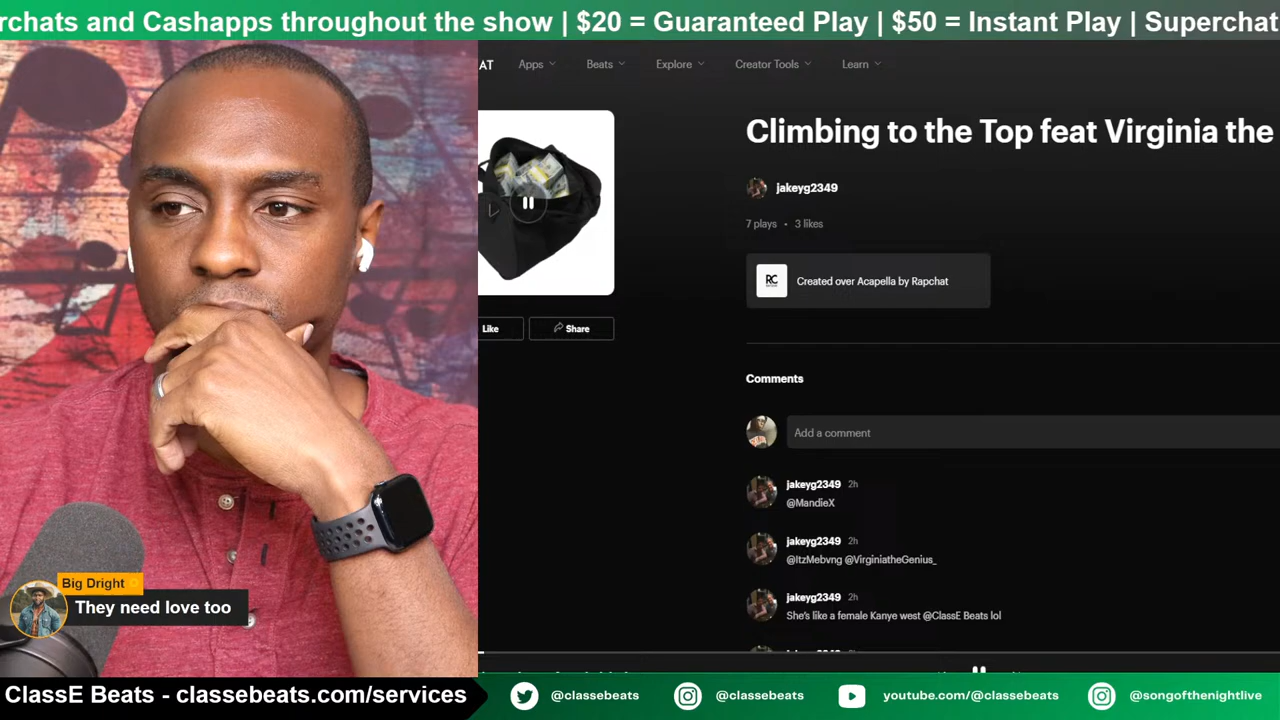 rchats and Cashapps throughout the show | $20 = Guaranteed Play | $50 = Instant Play | Superchat
AT Apps Beats Explore Creator Tools Learn
Climbing to the Top feat Virginia the
jakeyg2349
7 plays • 3 likes
RC
Created over Acapella by Rapchat
Like
Share
Comments
Add a comment
jakeyg2349 2h
@MandieX
jakeyg2349 2h
@ItzMebvng @VirginiatheGenius_
jakeyg2349 2h
She's like a female Kanye west @ClassE Beats lol
Big Dright
They need love too
ClassE Beats - classebeats.com/services
@classebeats
@classebeats
youtube.com/@classebeats
@songofthenightlive